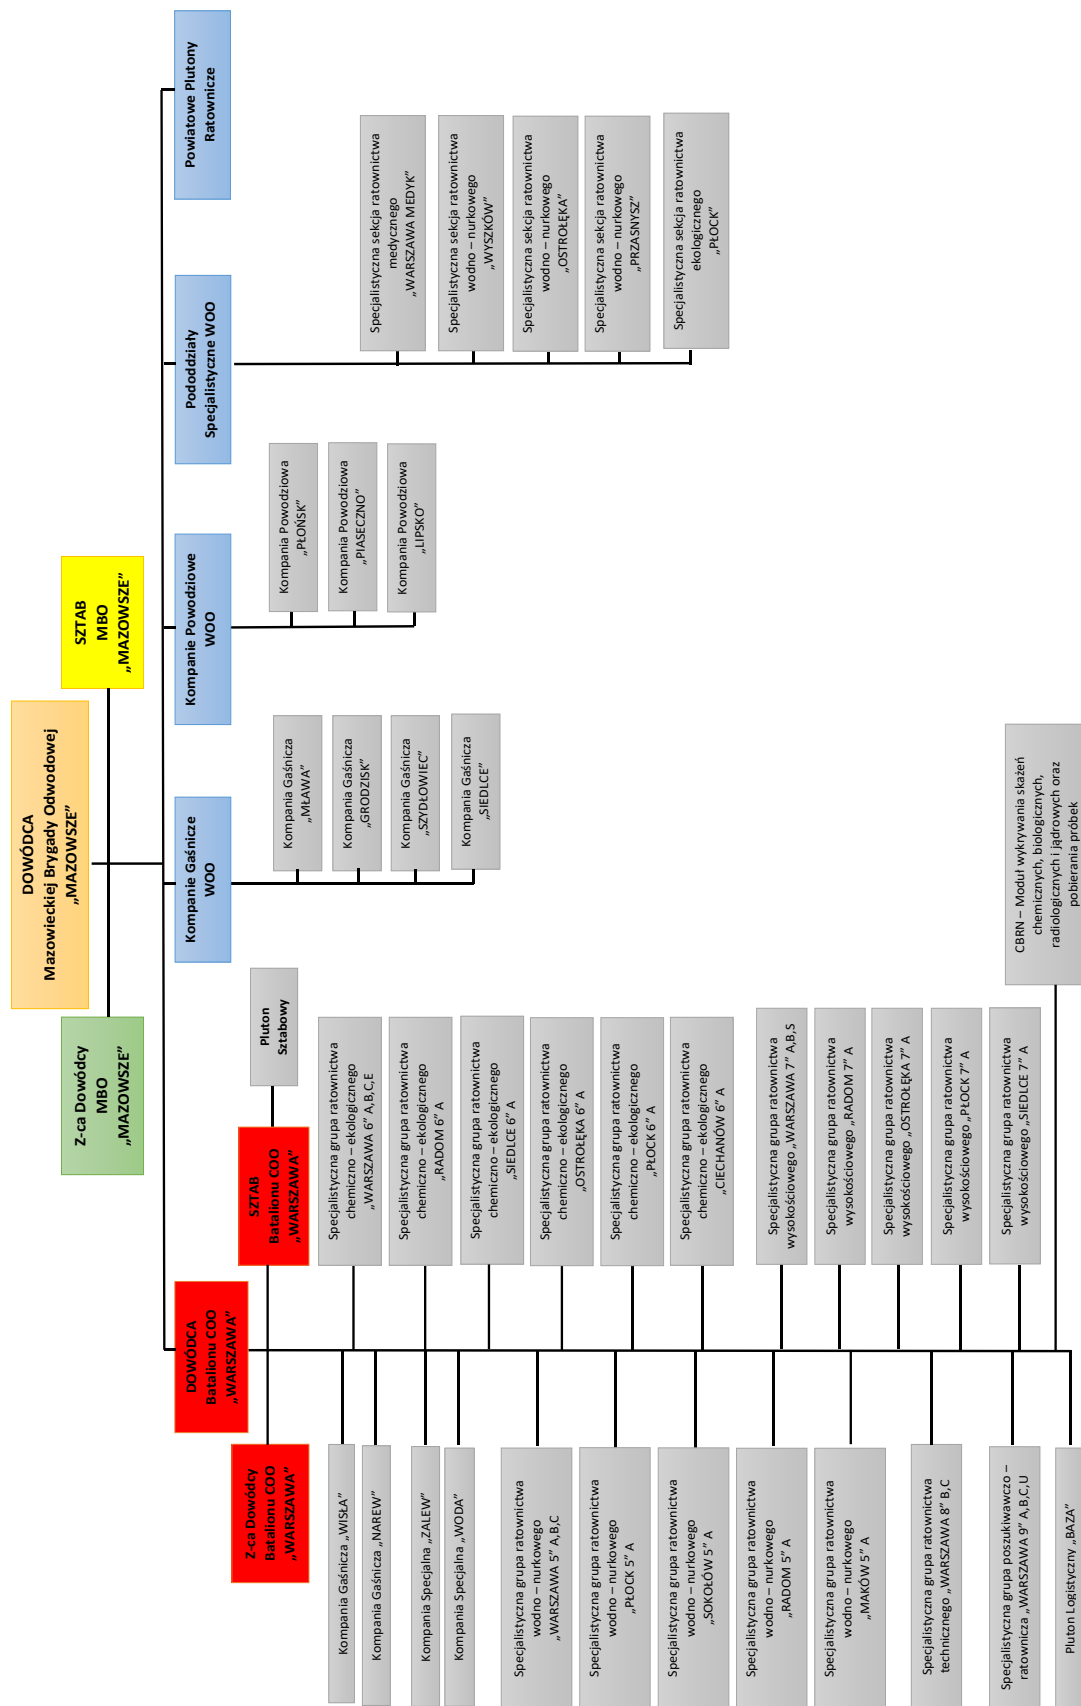 DOWÓDCA
Mazowieckiej Brygady Odwodowej
„MAZOWSZE”
Z-ca Dowódcy
MBO
„MAZOWSZE”
SZTAB
MBO
„MAZOWSZE”
DOWÓDCA
Batalionu COO
„WARSZAWA”
Kompanie Gaśnicze
WOO
Kompanie Powodziowe
WOO
Pododdziały
Specjalistyczne WOO
Powiatowe Plutony
Ratownicze
Z-ca Dowódcy
Batalionu COO
„WARSZAWA”
SZTAB
Batalionu COO
„WARSZAWA”
Pluton
Sztabowy
Kompania Gaśnicza „WISŁA”
Kompania Gaśnicza „NAREW”
Kompania Specjalna „ZALEW”
Kompania Specjalna „WODA”
Specjalistyczna grupa ratownictwa
wodno – nurkowego
„WARSZAWA 5” A,B,C
Specjalistyczna grupa ratownictwa
wodno – nurkowego
„PŁOCK 5” A
Specjalistyczna grupa ratownictwa
wodno – nurkowego
„SOKOŁÓW 5” A
Specjalistyczna grupa ratownictwa
wodno – nurkowego
„RADOM 5” A
Specjalistyczna grupa ratownictwa
wodno – nurkowego
„MAKÓW 5” A
Specjalistyczna grupa ratownictwa
technicznego „WARSZAWA 8” B,C
Specjalistyczna grupa poszukiwawczo –
ratownicza „WARSZAWA 9” A,B,C,U
Pluton Logistyczny „BAZA”
Specjalistyczna grupa ratownictwa
chemiczno – ekologicznego
„WARSZAWA 6” A,B,C,E
Specjalistyczna grupa ratownictwa
chemiczno – ekologicznego
„RADOM 6” A
Specjalistyczna grupa ratownictwa
chemiczno – ekologicznego
„SIEDLCE 6” A
Specjalistyczna grupa ratownictwa
chemiczno – ekologicznego
„OSTROŁĘKA 6” A
Specjalistyczna grupa ratownictwa
chemiczno – ekologicznego
„PŁOCK 6” A
Specjalistyczna grupa ratownictwa
chemiczno – ekologicznego
„CIECHANÓW 6” A
Specjalistyczna grupa ratownictwa
wysokościowego „WARSZAWA 7” A,B,S
Specjalistyczna grupa ratownictwa
wysokościowego „RADOM 7” A
Specjalistyczna grupa ratownictwa
wysokościowego „OSTROŁĘKA 7” A
Specjalistyczna grupa ratownictwa
wysokościowego „PŁOCK 7” A
Specjalistyczna grupa ratownictwa
wysokościowego „SIEDLCE 7” A
CBRN – Moduł wykrywania skażeń
chemicznych, biologicznych,
radiologicznych i jądrowych oraz
pobierania próbek
Kompania Gaśnicza
„MŁAWA”
Kompania Gaśnicza
„GRODZISK”
Kompania Gaśnicza
„SZYDŁOWIEC”
Kompania Gaśnicza
„SIEDLCE”
Kompania Powodziowa
„PŁOŃSK”
Kompania Powodziowa
„PIASECZNO”
Kompania Powodziowa
„LIPSKO”
Specjalistyczna sekcja ratownictwa
medycznego
„WARSZAWA MEDYK”
Specjalistyczna sekcja ratownictwa
wodno – nurkowego
„WYSZKÓW”
Specjalistyczna sekcja ratownictwa
wodno – nurkowego
„OSTROŁĘKA”
Specjalistyczna sekcja ratownictwa
wodno – nurkowego
„PRZASNYSZ”
Specjalistyczna sekcja ratownictwa
ekologicznego
„PŁOCK”